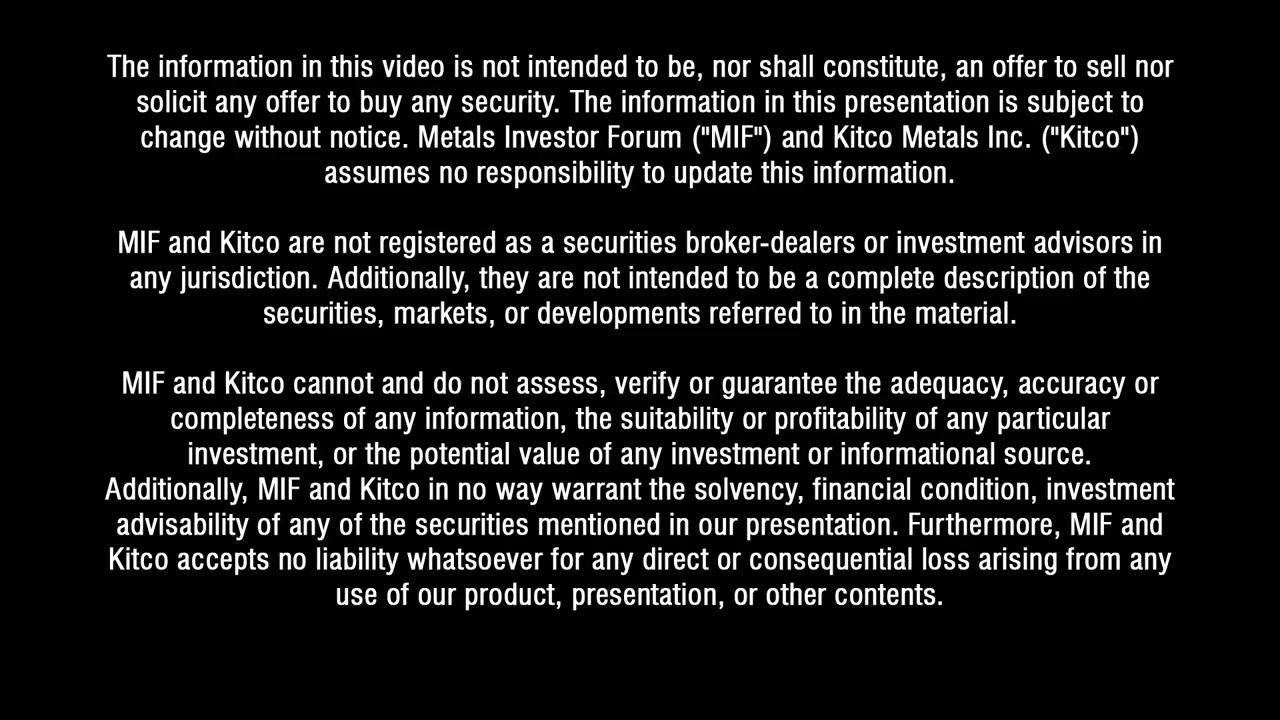 The information in this video is not intended to be, nor shall constitute, an offer to sell nor
solicit any offer to buy any security. The information in this presentation is subject to
change without notice. Metals Investor Forum ("MIF") and Kitco Metals Inc. ("Kitco")
assumes no responsibility to update this information.
MIF and Kitco are not registered as a securities broker-dealers or investment advisors in
any jurisdiction. Additionally, they are not intended to be a complete description of the
securities, markets, or developments referred to in the material.
MIF and Kitco cannot and do not assess, verify or guarantee the adequacy, accuracy or
completeness of any information, the suitability or profitability of any particular
investment, or the potential value of any investment or informational source.
Additionally, MIF and Kitco in no way warrant the solvency, financial condition, investment
advisability of any of the securities mentioned in our presentation. Furthermore, MIF and
Kitco accepts no liability whatsoever for any direct or consequential loss arising from any
use of our product, presentation, or other contents.